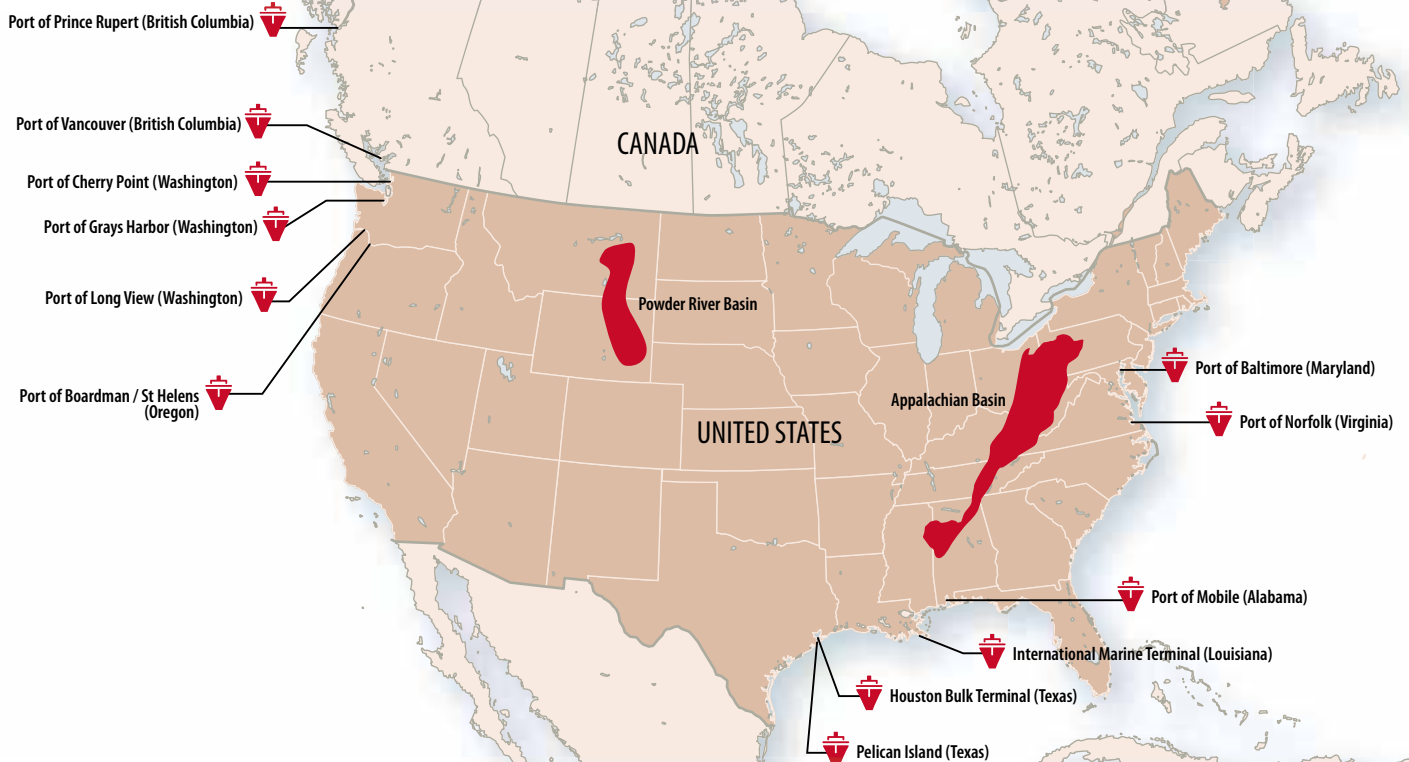 Port of Prince Rupert (British Columbia)
Port of Vancouver (British Columbia)
CANADA
Port of Cherry Point (Washington)
Port of Grays Harbor (Washington)
Port of Long View (Washington)
Powder River Basin
Port of Baltimore (Maryland)
Port of Boardman / St Helens
(Oregon)
Appalachian Basin
Port of Norfolk (Virginia)
UNITED STATES
Port of Mobile (Alabama)
International Marine Terminal (Louisiana)
Houston Bulk Terminal (Texas)
Pelican Island (Texas)